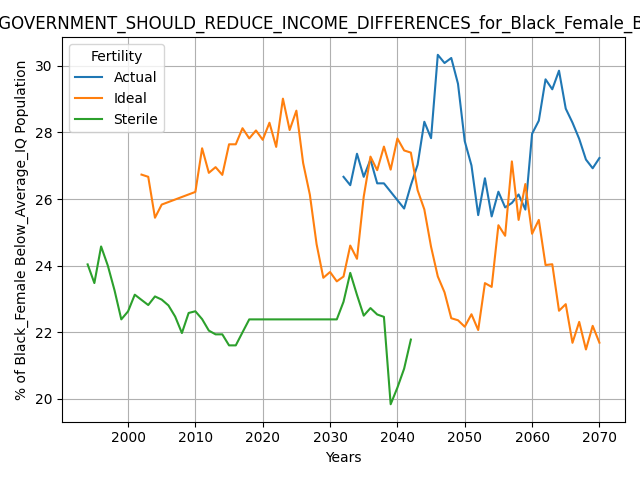 GOVERNMENT_SHOULD_REDUCE_INCOME_DIFFERENCES_for_Black_Female_B
Fertility
Actual
Ideal
Sterile
% of Black_Female Below_Average_IQ Population
30
28
26
24
22
20
2000 2010 2020 2030 2040 2050 2060 2070
Years